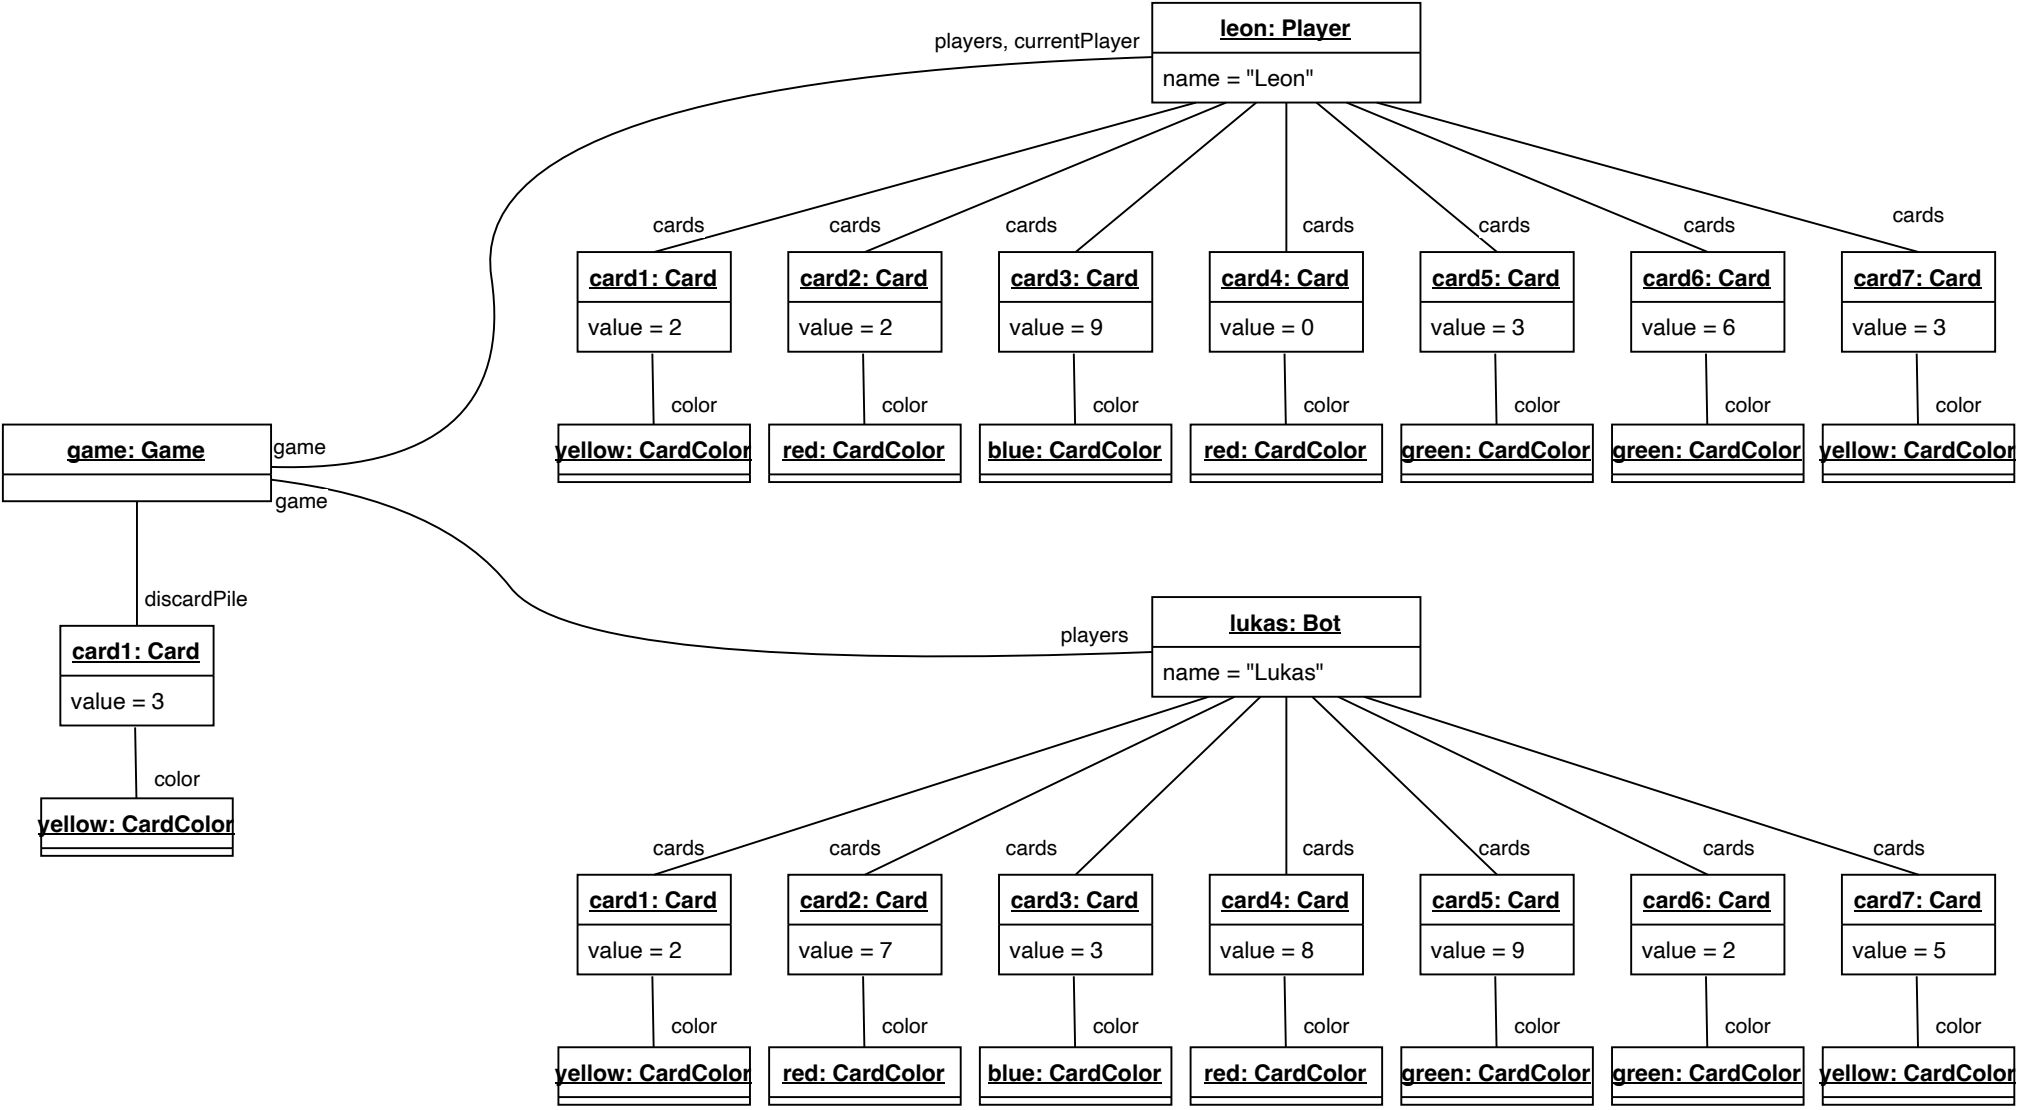 leon: Player
name = "Leon"
players, currentPlayer
cards
cards
cards
cards
cards
cards
cards
card1: Card
value = 2
card2: Card
value = 2
card3: Card
value = 9
card4: Card
value = 0
card5: Card
value = 3
card6: Card
value = 6
card7: Card
value = 3
color
color
color
color
color
color
color
yellow: CardColor
red: CardColor
blue: CardColor
red: CardColor
green: CardColor
green: CardColor
yellow: CardColor
game: Game
game
game
discardPile
card1: Card
value = 3
color
yellow: CardColor
players
lukas: Bot
name = "Lukas"
cards
cards
cards
cards
cards
cards
cards
card1: Card
value = 2
card2: Card
value = 7
card3: Card
value = 3
card4: Card
value = 8
card5: Card
value = 9
card6: Card
value = 2
card7: Card
value = 5
color
color
color
color
color
color
color
yellow: CardColor
red: CardColor
blue: CardColor
red: CardColor
green: CardColor
green: CardColor
yellow: CardColor